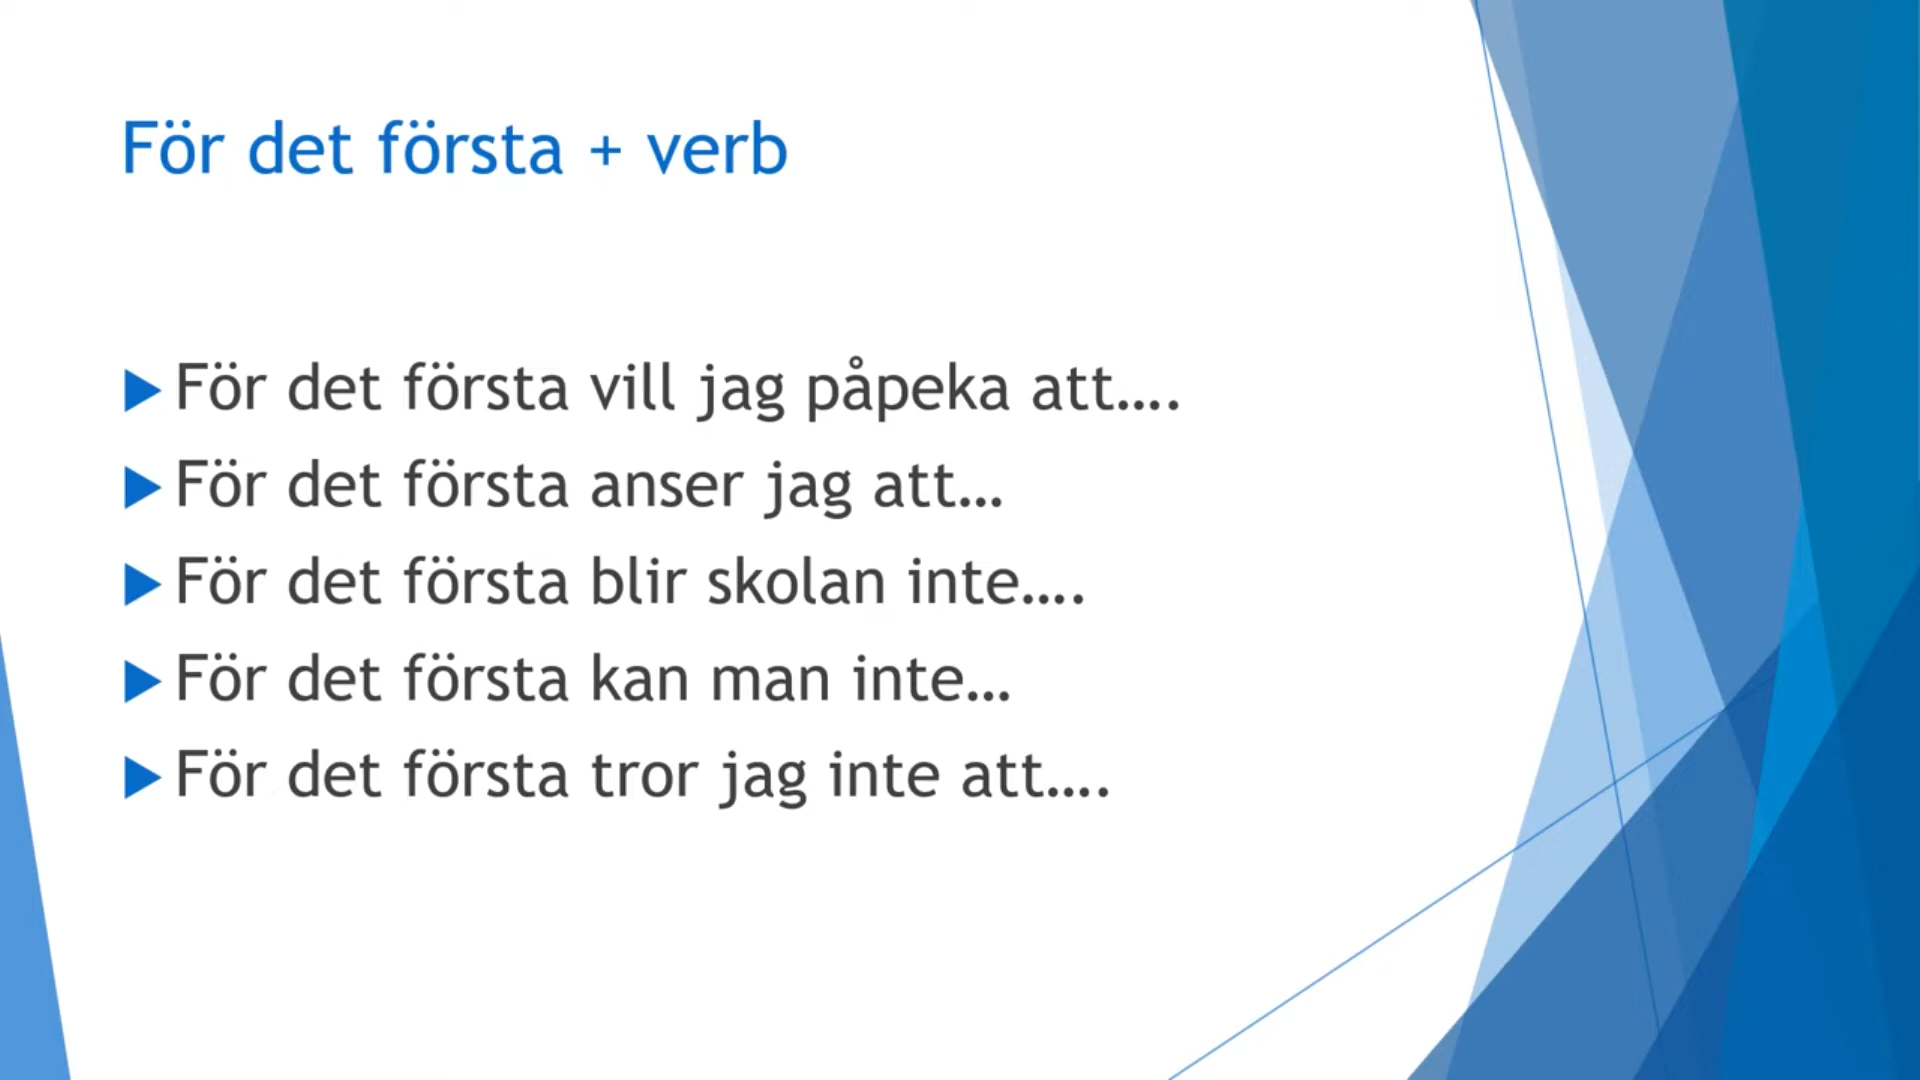 För det första + verb
För det första vill jag påpeka att....
För det första anser jag att...
För det första blir skolan inte....
För det första kan man inte...
För det första tror jag inte att....